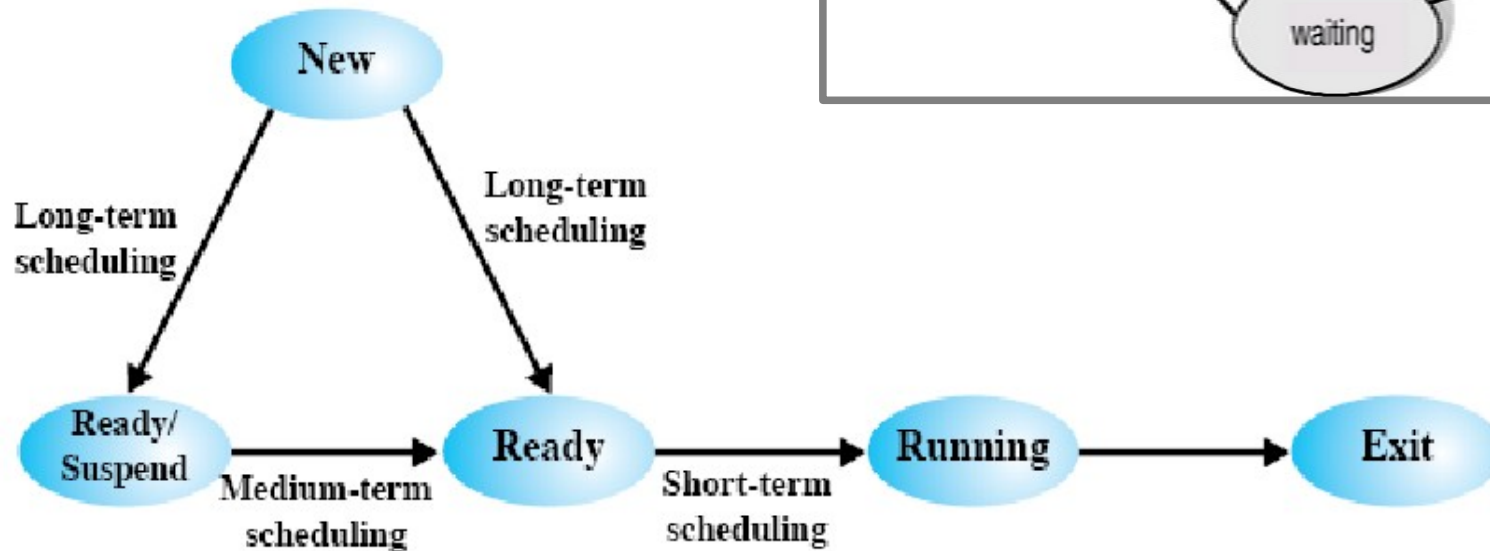 waiting
New
Long-term
scheduling
Long-term
scheduling
Ready/
Suspend
Medium-term
scheduling
Ready
Short-term
scheduling
Running
Exit